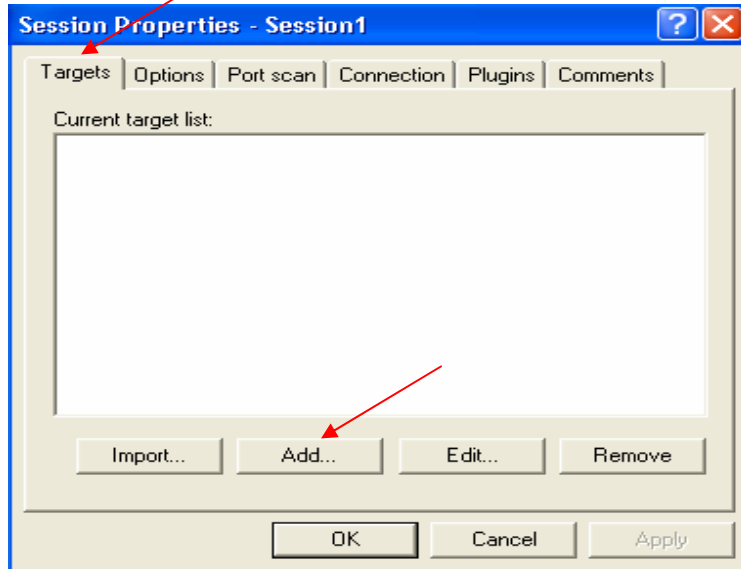 Session Properties - Session1
Targets Options Port scan Connection Plugins Comments
Current target list:
Import... Add... Edit... Remove
OK Cancel Apply